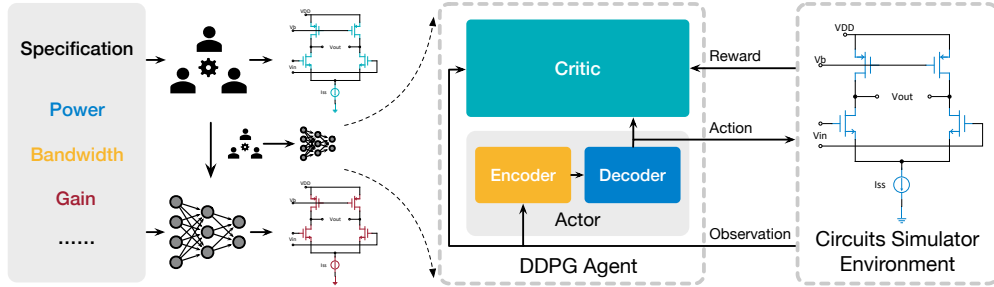 Specification
Power
Bandwidth
Gain
......
VDD
Vb
Vout
Vin
Iss
VDD
Vb
Vout
Vin
Iss
Critic
Encoder
Decoder
Actor
DDPG Agent
Reward
Action
Observation
VDD
Vb
Vout
Vin
Iss
Circuits Simulator
Environment